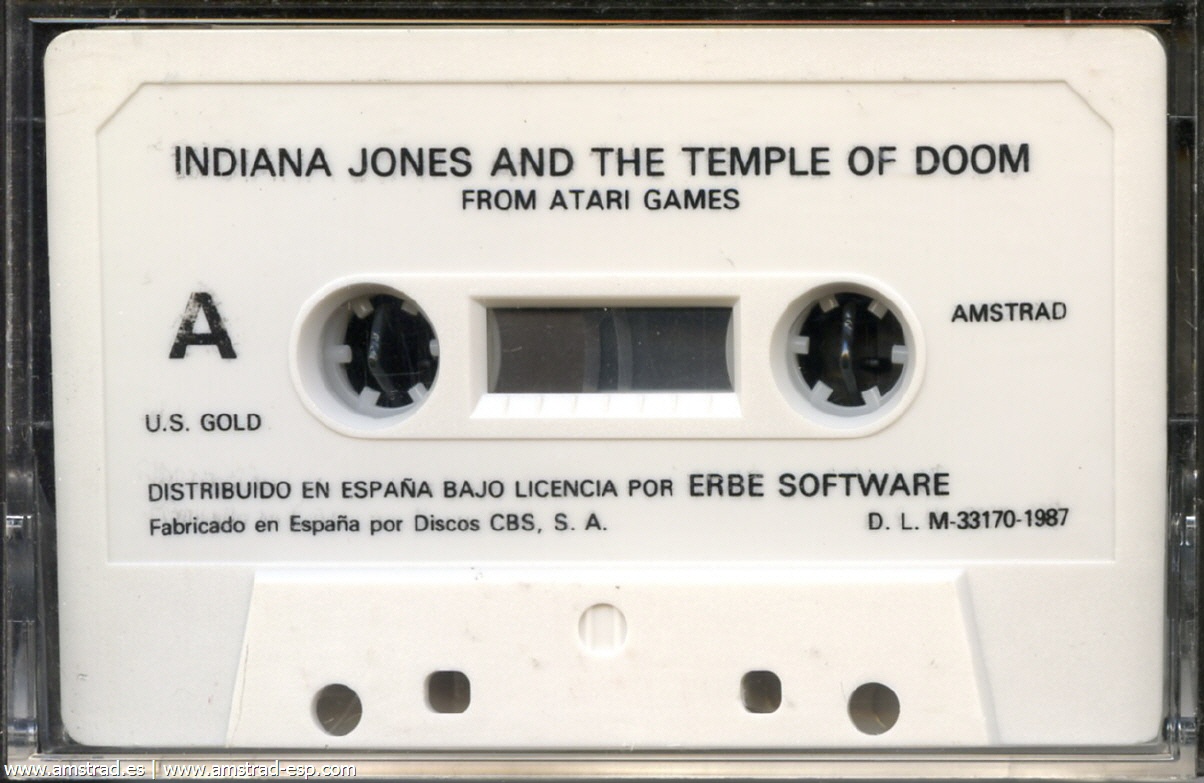 INDIANA JONES AND THE TEMPLE OF DOOM
FROM ATARI GAMES
A
AMSTRAD
U.S. GOLD
DISTRIBUIDO EN ESPAÑA BAJO LICENCIA POR ERBE SOFTWARE
Fabricado en España por Discos CBS, S. A.
D. L. M-33170-1987
www.amstrad.es | www.amstrad-esp.com